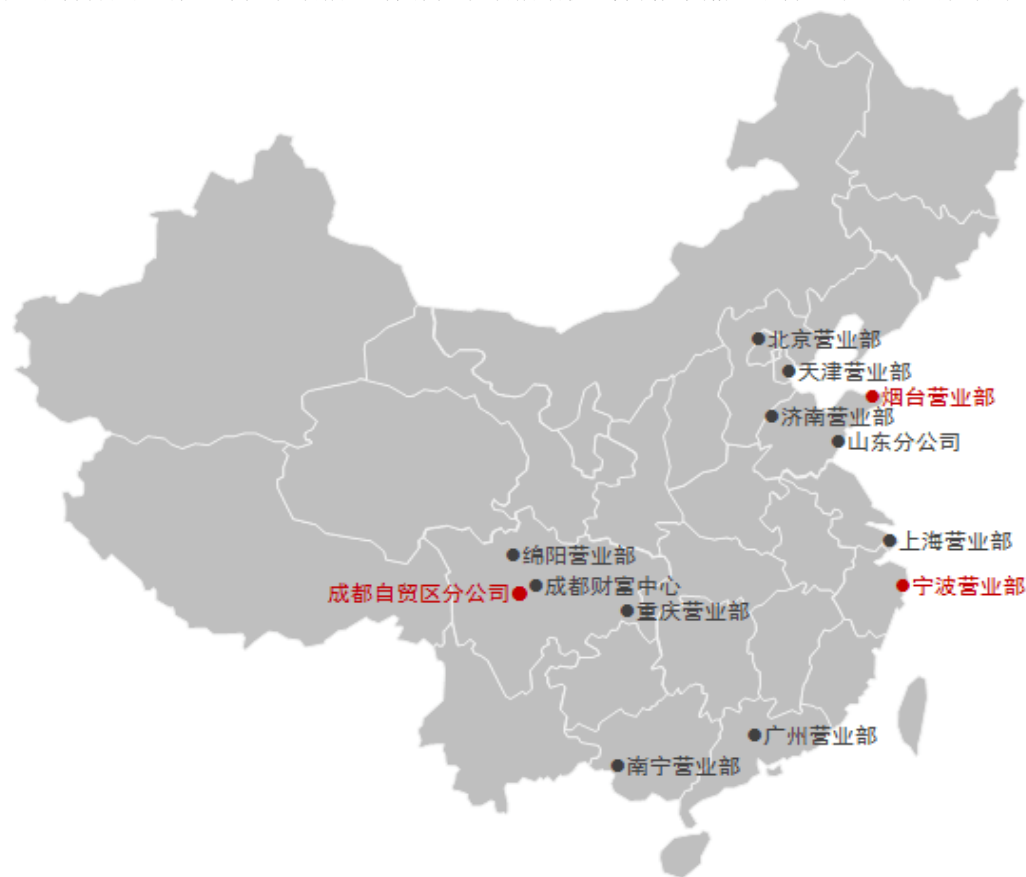 北京营业部
天津营业部
烟台营业部
济南营业部
山东分公司
上海营业部
绵阳营业部
成都财富中心
宁波营业部
成都自贸区分公司
重庆营业部
广州营业部
南宁营业部